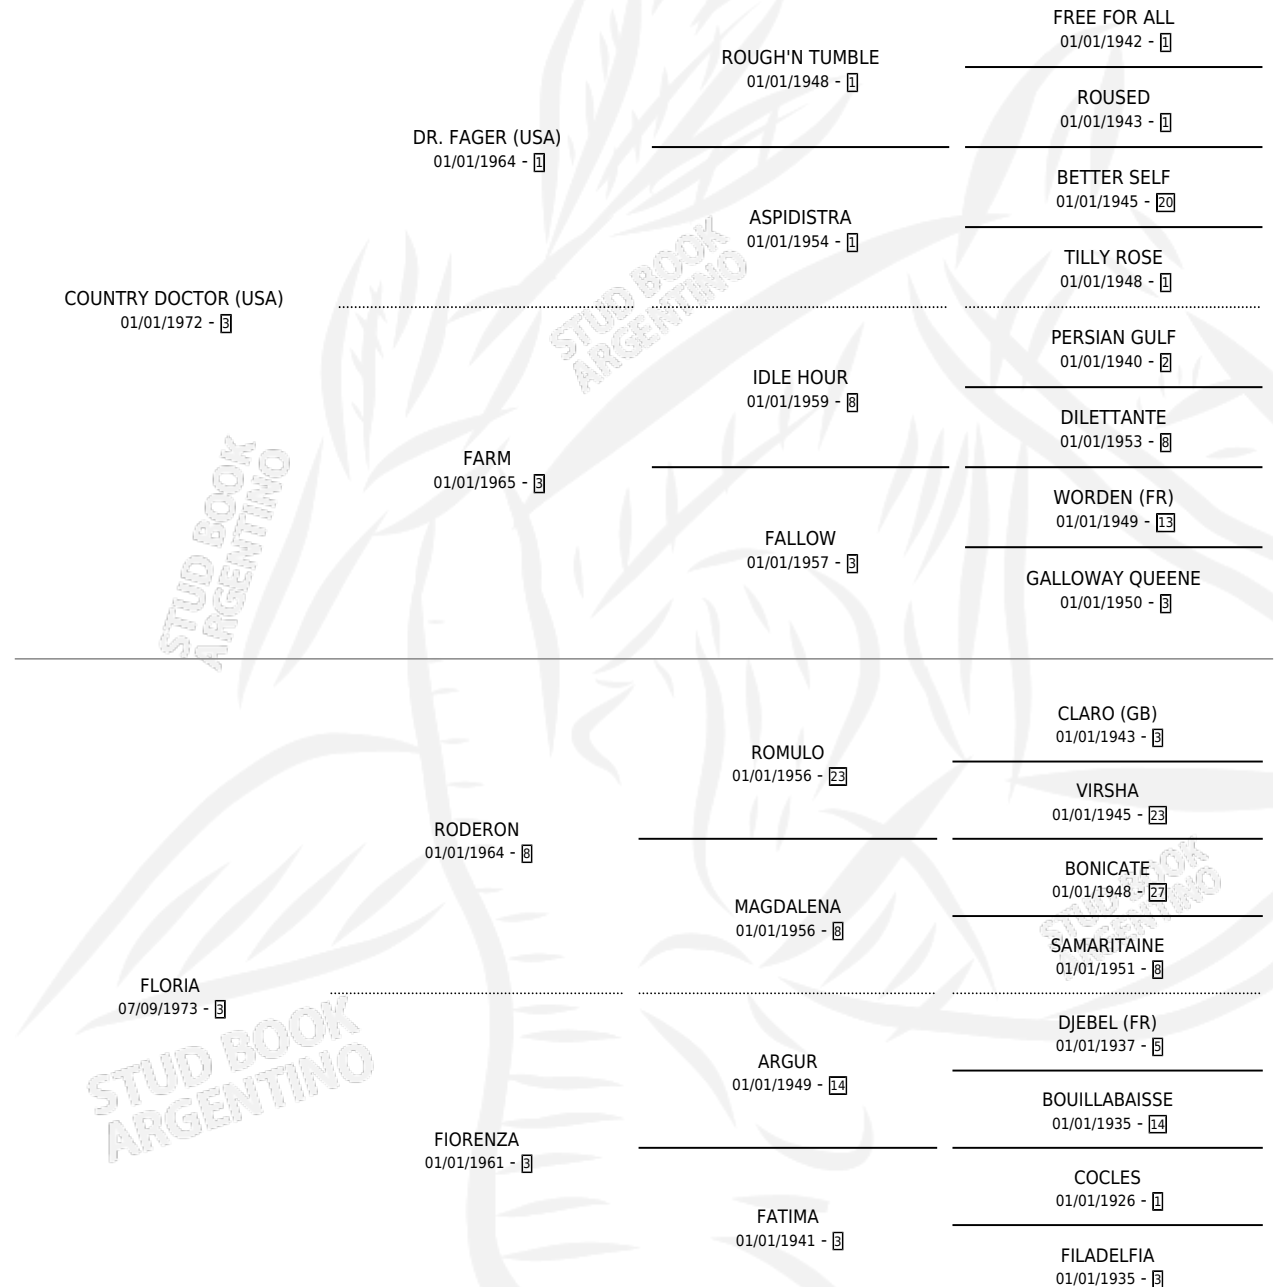 FREE FOR ALL
01/01/1942 - 1
ROUGH'N TUMBLE
01/01/1948 - 1
ROUSED
01/01/1943 - 1
DR. FAGER (USA)
01/01/1964 - 1
BETTER SELF
01/01/1945 - 20
ASPIDISTRA
01/01/1954 - 1
TILLY ROSE
01/01/1948 - 1
COUNTRY DOCTOR (USA)
01/01/1972 - 3
PERSIAN GULF
01/01/1940 - 2
IDLE HOUR
01/01/1959 - 8
DILETTANTE
01/01/1953 - 8
FARM
01/01/1965 - 3
WORDEN (FR)
01/01/1949 - 13
FALLOW
01/01/1957 - 3
GALLOWAY QUEENE
01/01/1950 - 3
CLARO (GB)
01/01/1943 - 3
ROMULO
01/01/1956 - 23
VIRSHA
01/01/1945 - 23
RODERON
01/01/1964 - 8
BONICATE
01/01/1948 - 27
MAGDALENA
01/01/1956 - 8
SAMARITAINE
01/01/1951 - 8
FLORIA
07/09/1973 - 3
DJEBEL (FR)
01/01/1937 - 5
ARGUR
01/01/1949 - 14
BOUILLABAISSE
01/01/1935 - 14
FIORENZA
01/01/1961 - 3
COCLES
01/01/1926 - 1
FATIMA
01/01/1941 - 3
FILADELFIA
01/01/1935 - 3
STUD BOOK
ARGENTINO
STUD BOOK
ARGENTINO
STUD BOOK
ARGENTINO
STUD BOOK
ARGENTINO